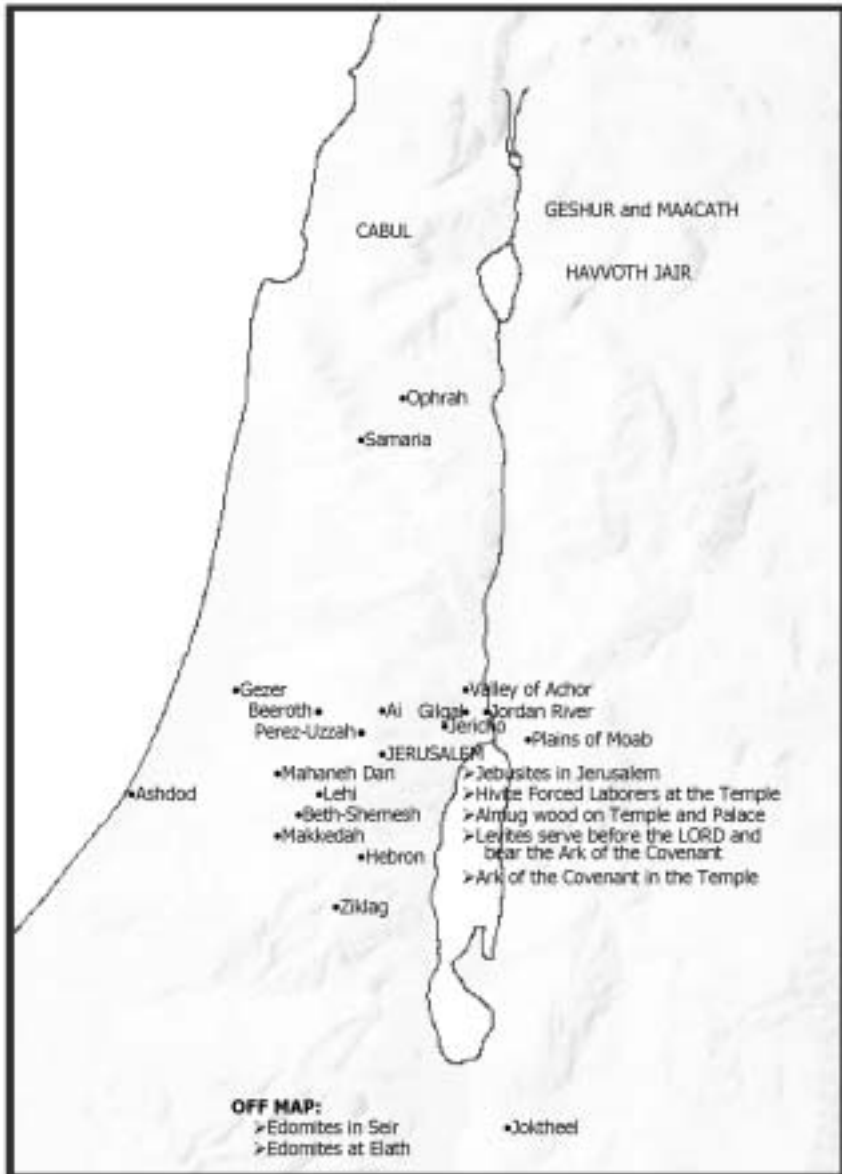 GESHUR and MAACATH
CABUL
HAVVOTH JAIR
Ophrah
Samaria
Gezer
Valley of Achor
Beeroth
Ai
Gilgal
Jordan River
Jericho
Perez-Uzzah
Plains of Moab
JERUSALEM
Mahaneh Dan
➢Jebusites in Jerusalem
Ashdod
Lehi
➢Hivite Forced Laborers at the Temple
Beth-Shemesh
➢Almug wood on Temple and Palace
Makkedah
➢Levites serve before the LORD and
bear the Ark of the Covenant
Hebron
➢Ark of the Covenant in the Temple
Ziklag
OFF MAP:
➢Edomites in Seir
Joktheel
➢Edomites at Elath